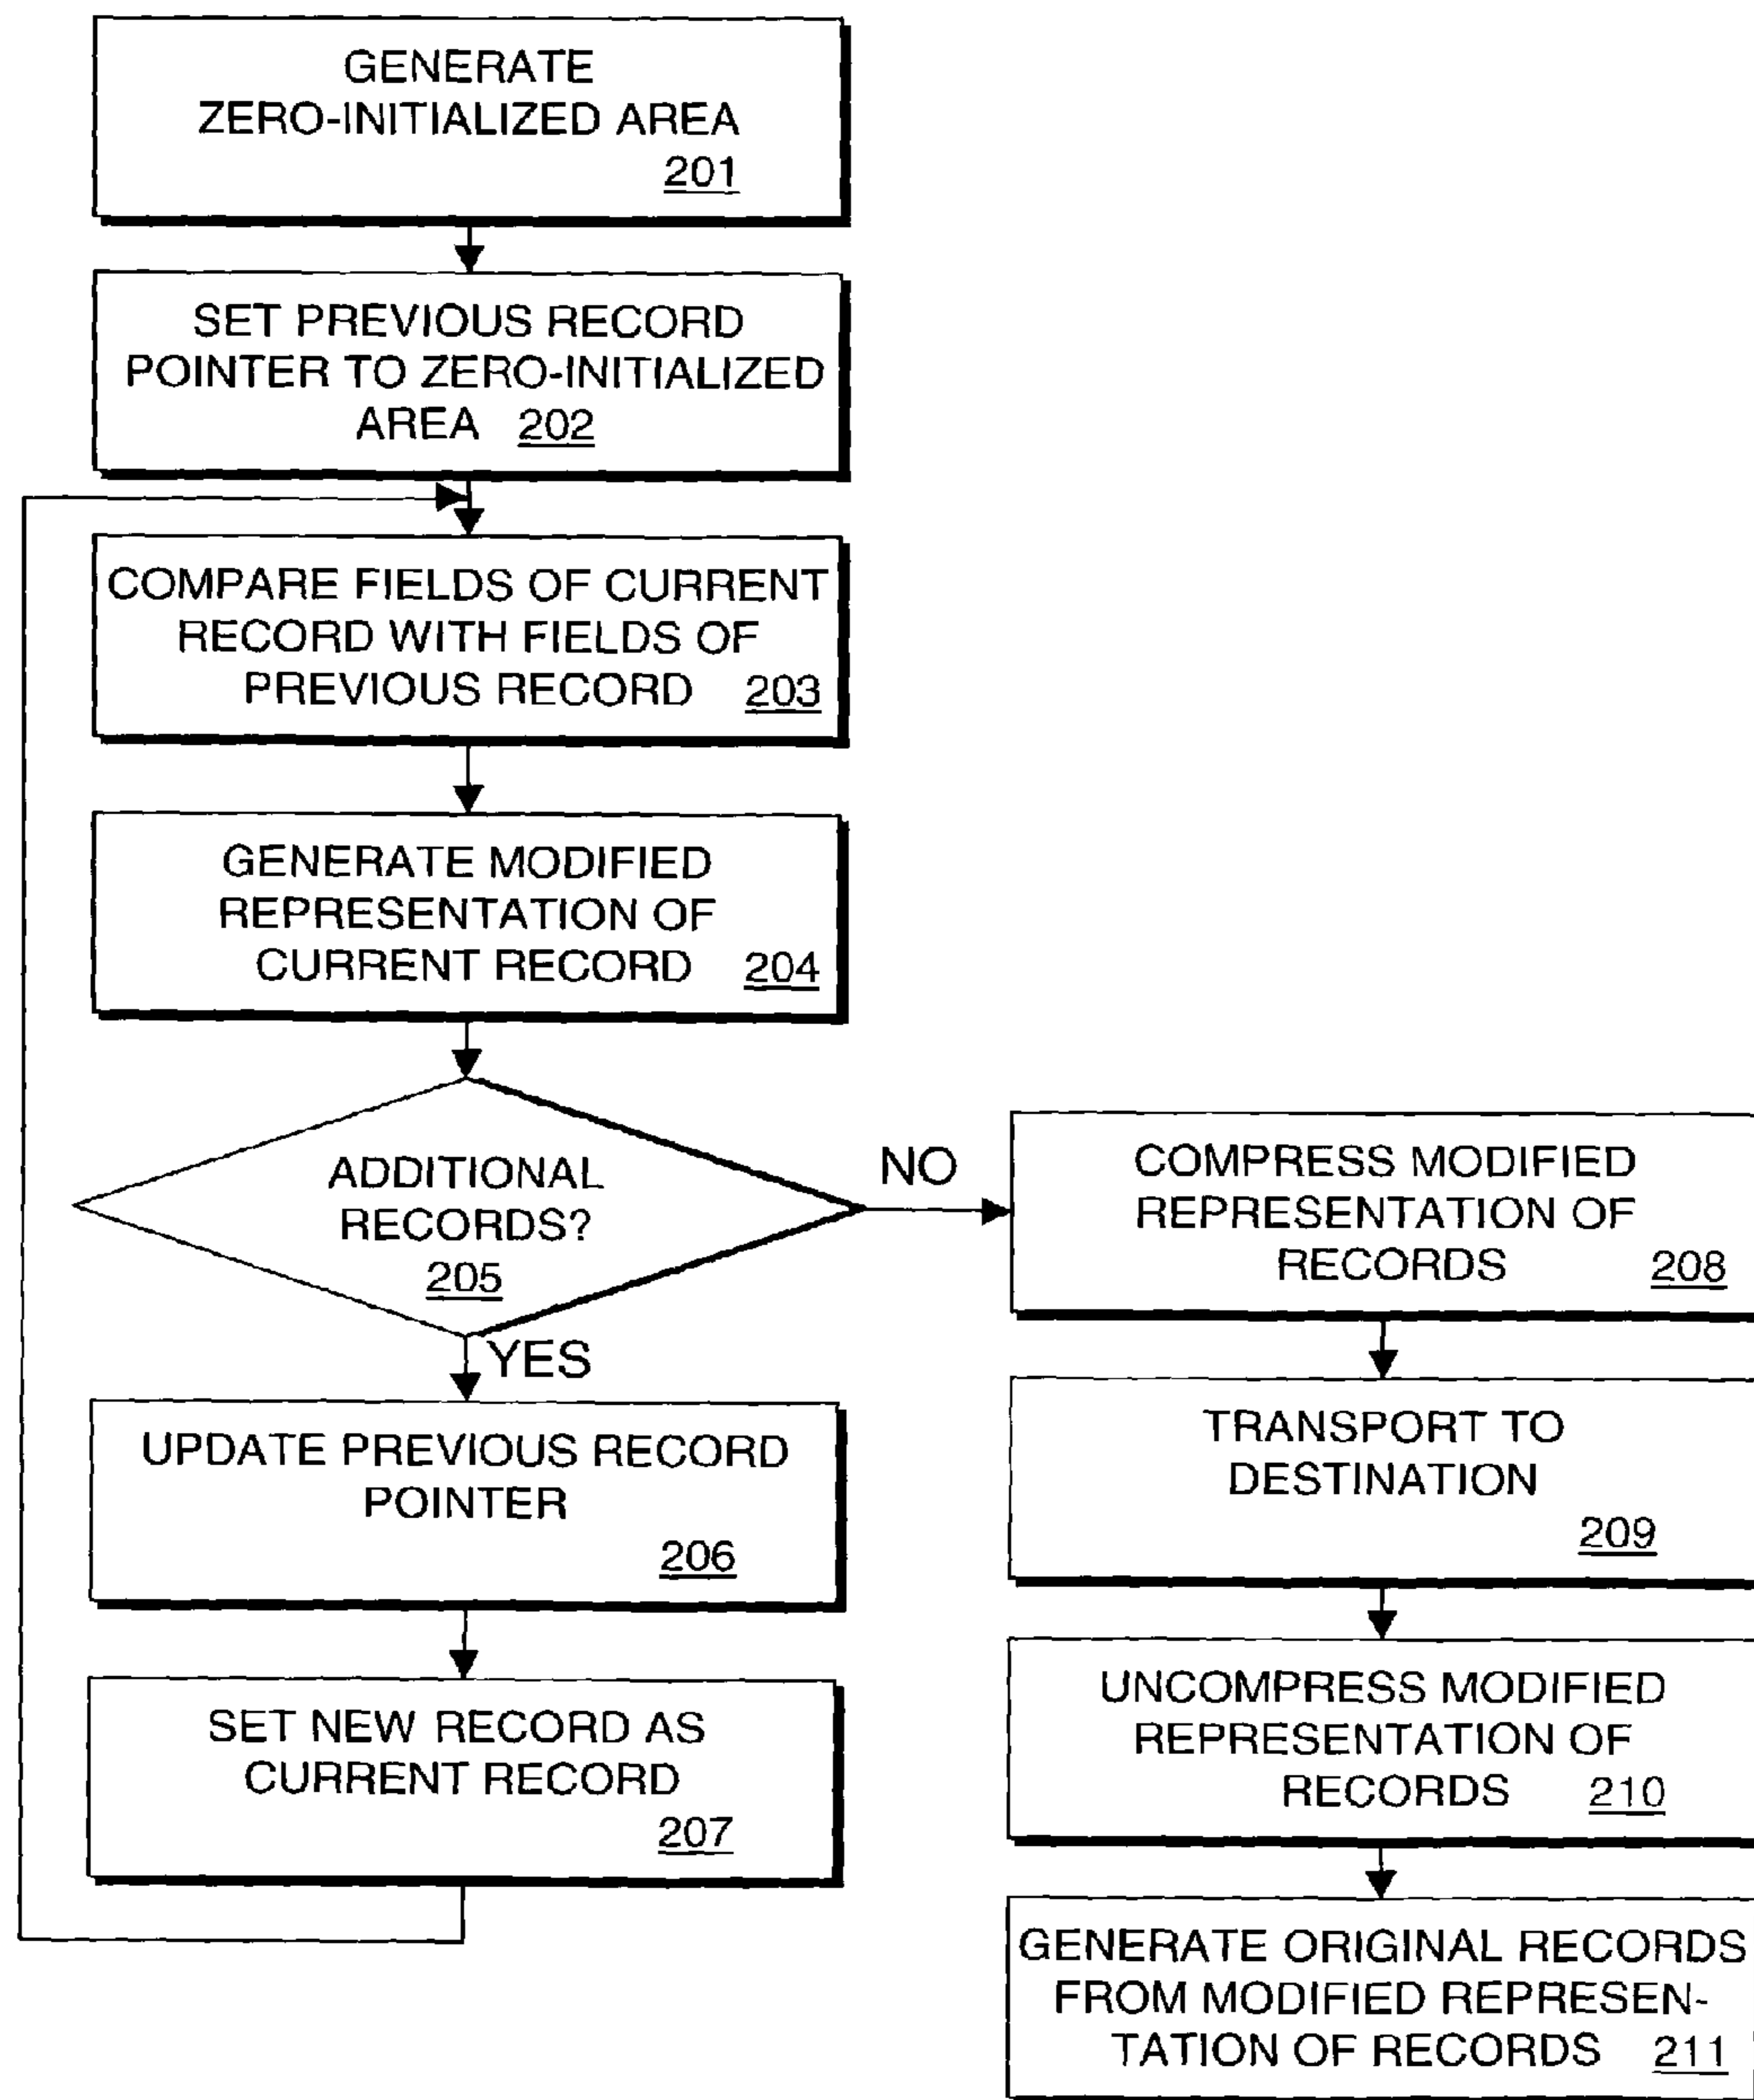 GENERATE
ZERO-INITIALIZED AREA
201
SET PREVIOUS RECORD
POINTER TO ZERO-INITIALIZED
AREA 202
COMPARE FIELDS OF CURRENT
RECORD WITH FIELDS OF
PREVIOUS RECORD 203
GENERATE MODIFIED
REPRESENTATION OF
CURRENT RECORD 204
ADDITIONAL
RECORDS?
205
NO
YES
UPDATE PREVIOUS RECORD
POINTER
206
SET NEW RECORD AS
CURRENT RECORD
207
COMPRESS MODIFIED
REPRESENTATION OF
RECORDS 208
TRANSPORT TO
DESTINATION
209
UNCOMPRESS MODIFIED
REPRESENTATION OF
RECORDS 210
GENERATE ORIGINAL RECORDS
FROM MODIFIED REPRESEN-
TATION OF RECORDS 211